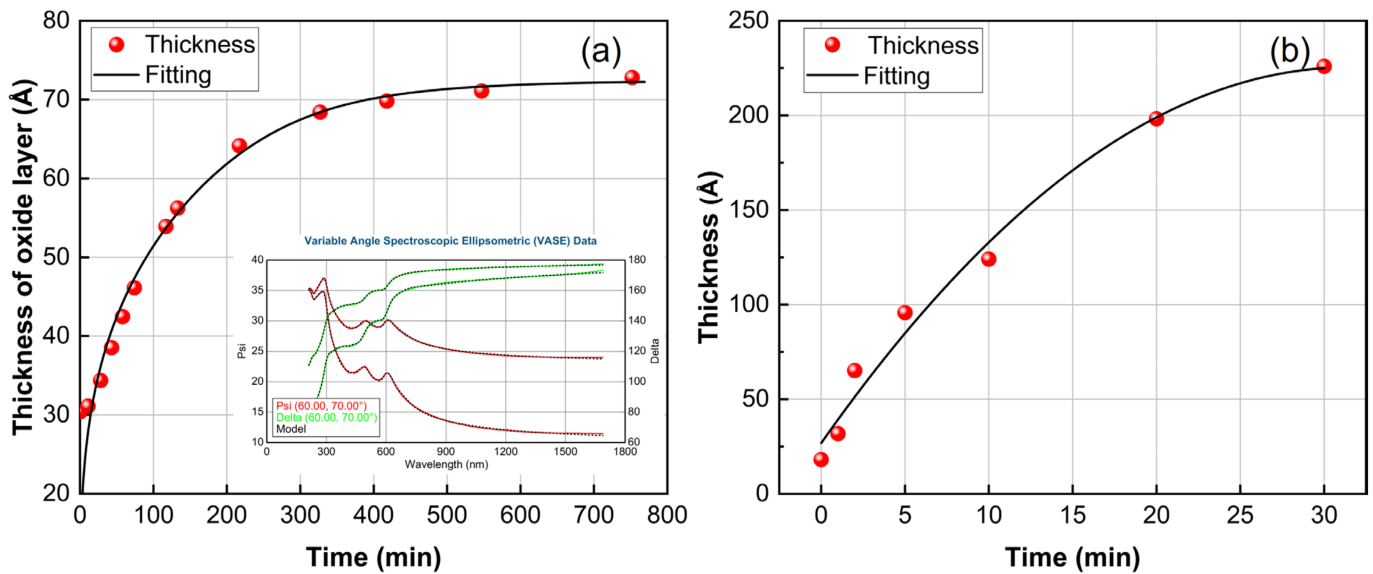 80
70
60
50
40
30
20
Thickness of oxide layer (Å)
Thickness
Fitting
(a)
Variable Angle Spectroscopic Ellipsometric (VASE) Data
40
35
30
25
20
15
10
Psi
180
160
140
120
100
80
60
Delta
Psi (60.00, 70.00°)
Delta (60.00, 70.00°)
Model
0 300 600 900 1200 1500 1800
Wavelength (nm)
0 100 200 300 400 500 600 700 800
Time (min)
250
200
150
100
50
0
Thickness (Å)
Thickness
Fitting
(b)
0 5 10 15 20 25 30
Time (min)